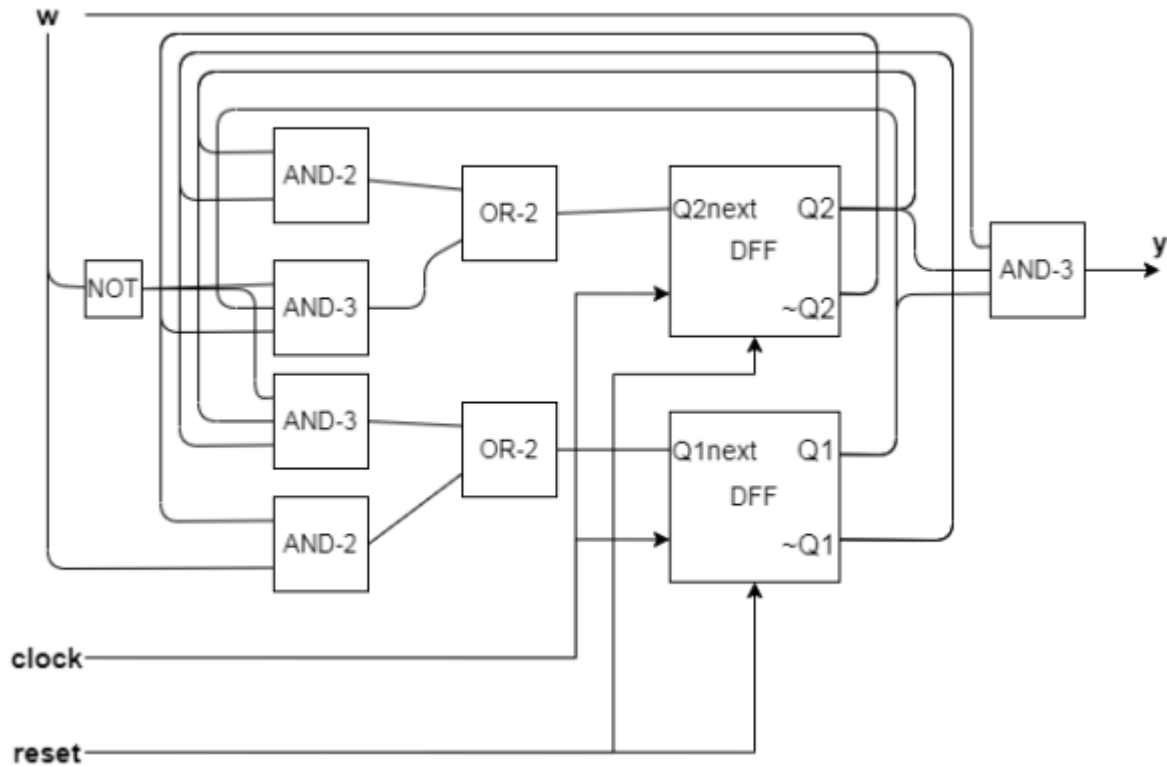 w
AND-2
OR-2
Q2next
Q2
DFF
~Q2
y
AND-3
NOT
AND-3
AND-3
OR-2
Q1next
Q1
DFF
~Q1
AND-2
clock
reset